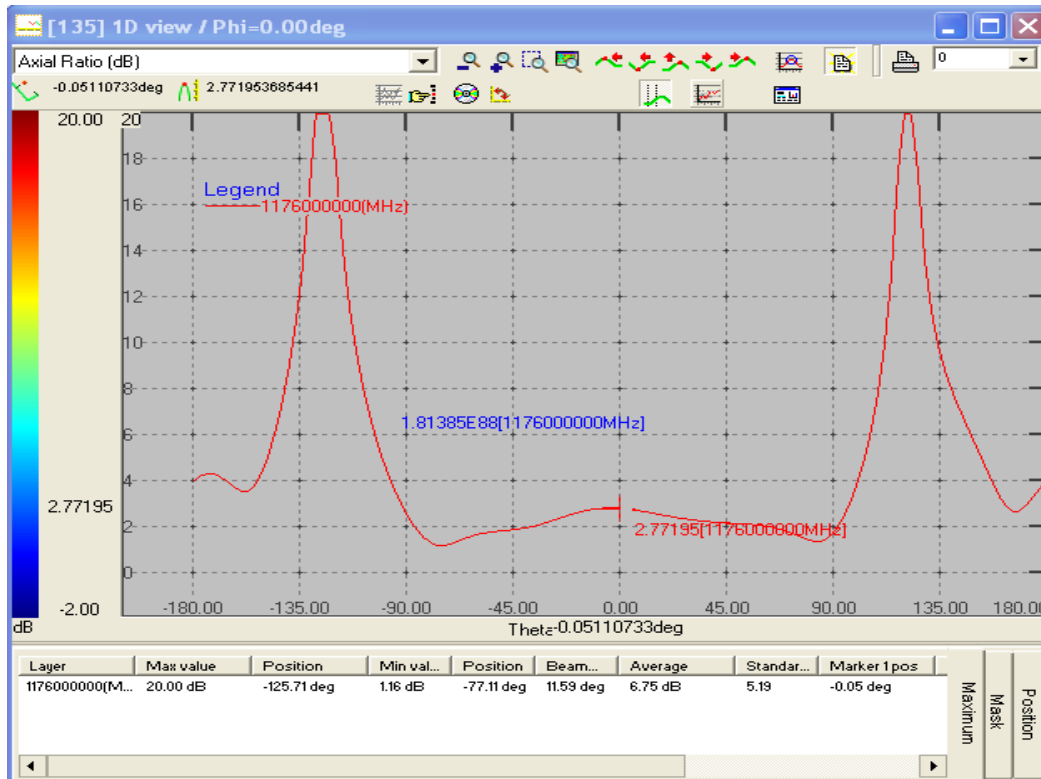 [135] 1D view / Phi=0.00deg
Axial Ratio (dB)
0
-0.05110733deg 2.771953685441
20.00 20
18
Legend
16 1176000000(MHz)
14
12
10
8
1.81385E88[1176000000MHz]
6
4
2.77195
2
2.77195[1176000000MHz]
0
-2.00 -180.00 -135.00 -90.00 -45.00 0.00 45.00 90.00 135.00 180.00
dB Theta -0.05110733deg
Layer Max value Position Min val... Position Beam... Average Standar... Marker 1 pos
1176000000(M... 20.00 dB -125.71 deg 1.16 dB -77.11 deg 11.59 deg 6.75 dB 5.19 -0.05 deg
Maximum
Mask
Position